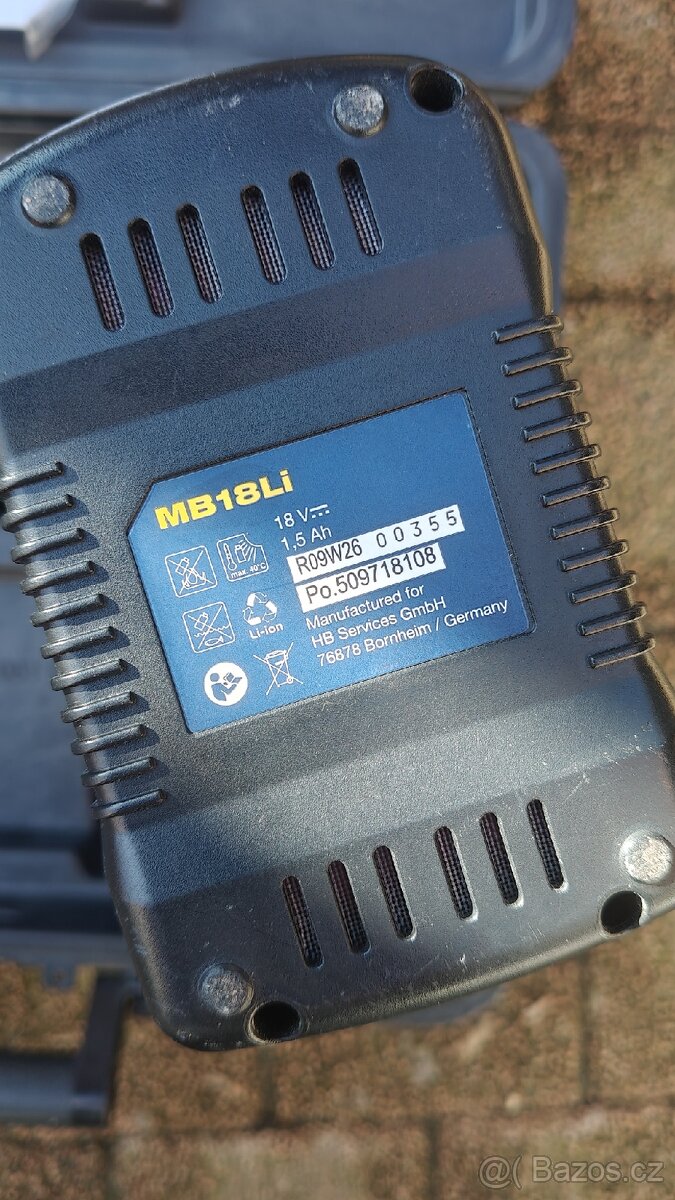 MB18Li
18 V
1,5 Ah
R09W26 00355
Po.509718108
max. 40°C
Li-ion
Manufactured for
HB Services GmbH
76878 Bornheim / Germany
@( Bazos.cz